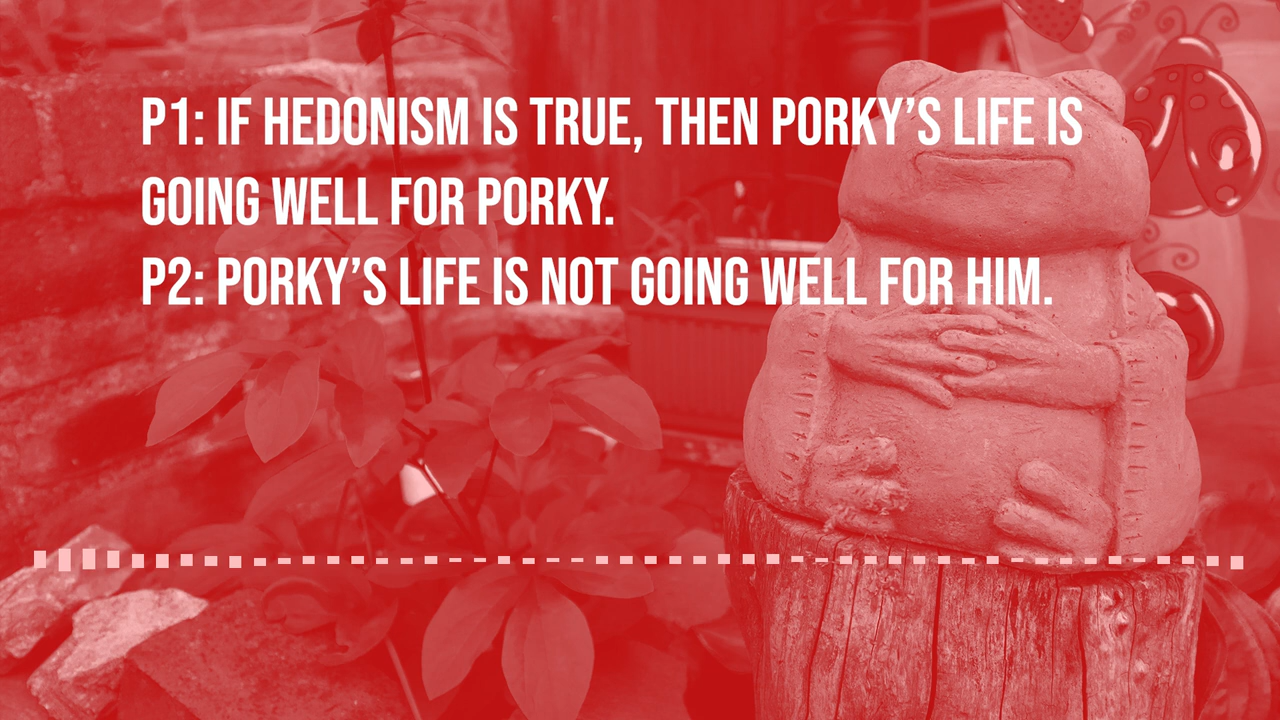 P1: IF HEDONISM IS TRUE, THEN PORKY’S LIFE IS
GOING WELL FOR PORKY.
P2: PORKY’S LIFE IS NOT GOING WELL FOR HIM.